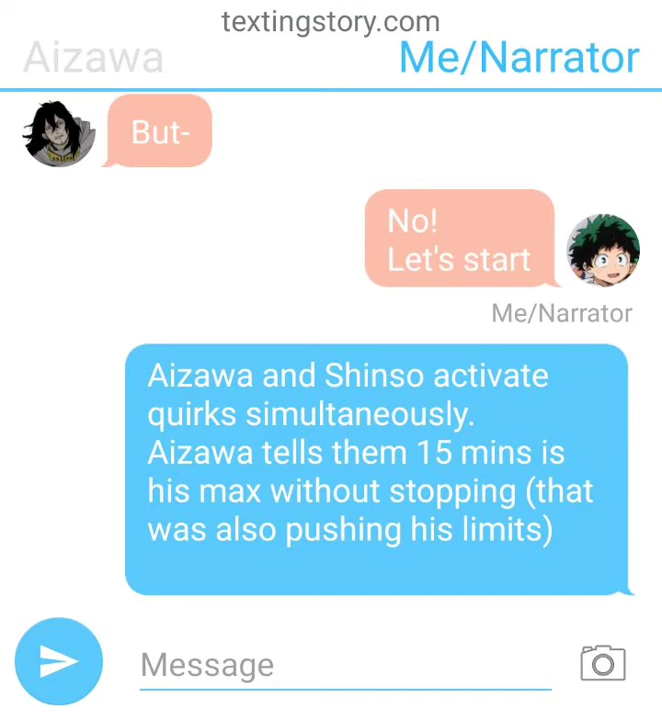 textingstory.com
Aizawa
Me/Narrator
But-
No!
Let's start
Me/Narrator
Aizawa and Shinso activate
quirks simultaneously.
Aizawa tells them 15 mins is
his max without stopping (that
was also pushing his limits)
Message